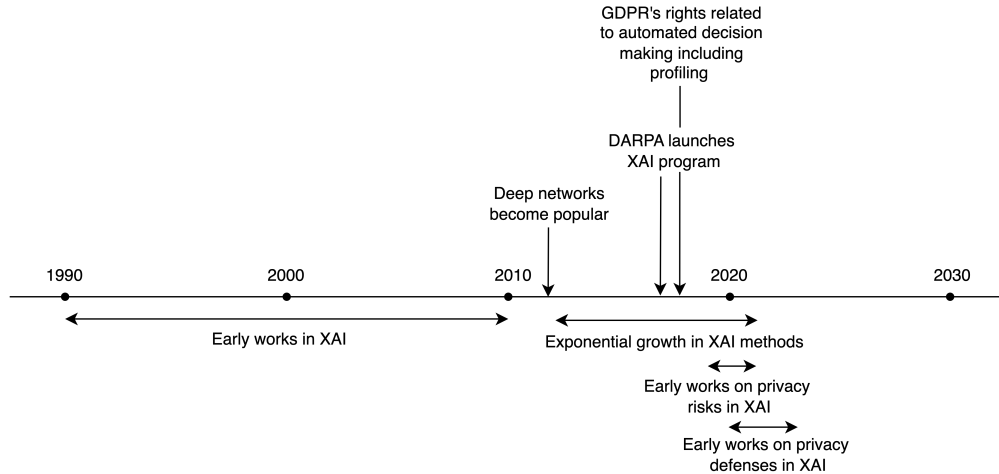 GDPR's rights related
to automated decision
making including
profiling
DARPA launches
XAI program
Deep networks
become popular
1990
2000
2010
2020
2030
Early works in XAI
Exponential growth in XAI methods
Early works on privacy
risks in XAI
Early works on privacy
defenses in XAI